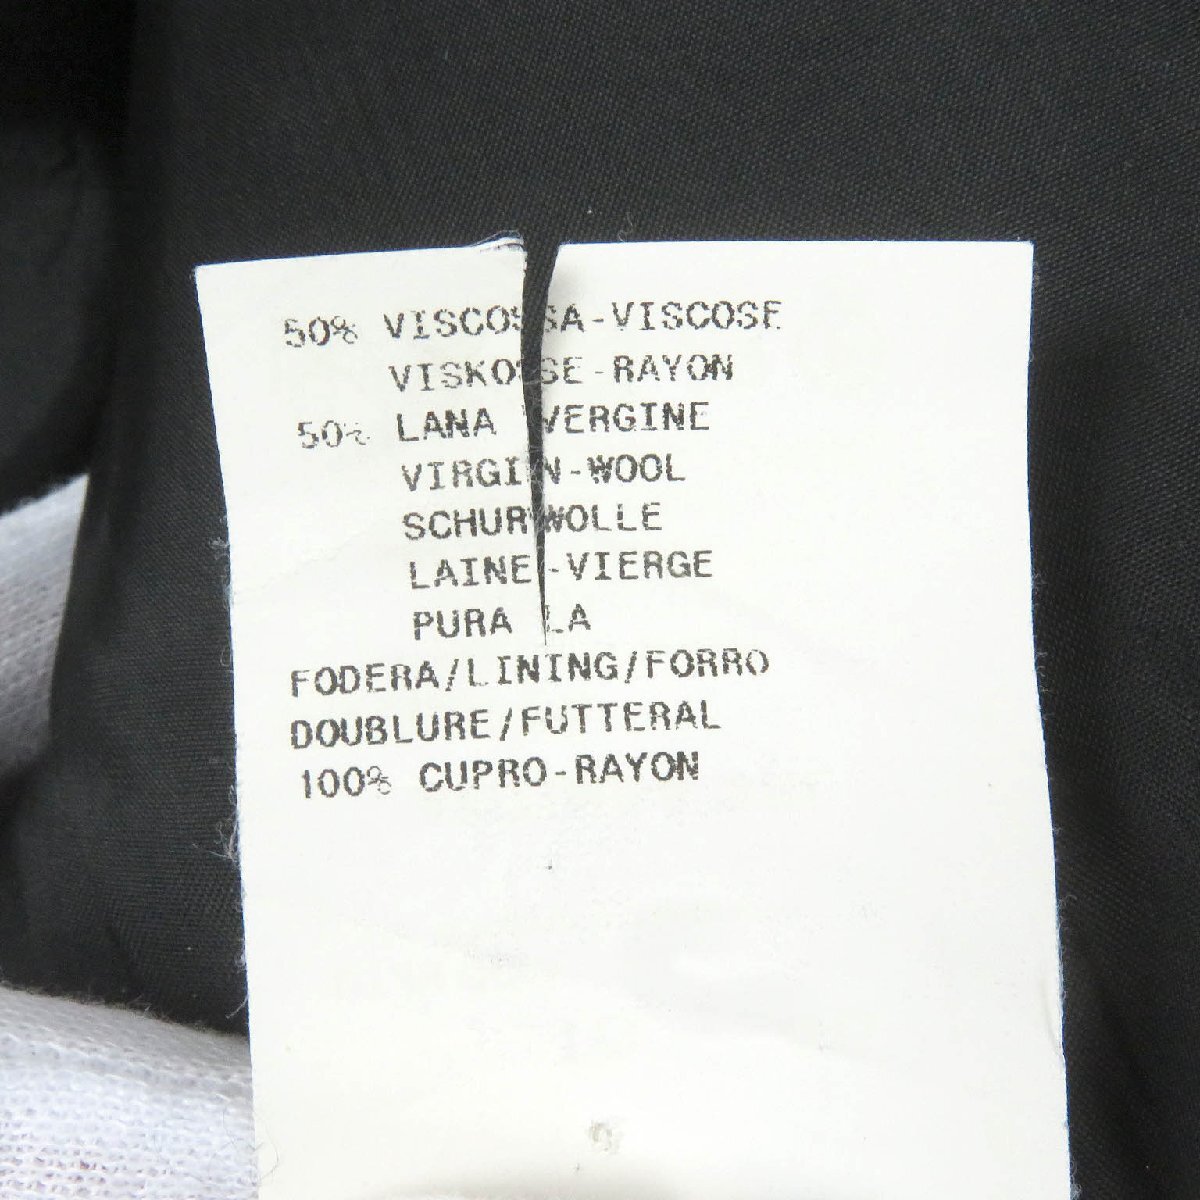 50% VISCOSSA-VISCOSE
VISKOSSE-RAYON
50% LANA VERGINE
VIRGIN-WOOL
SCHURWOLLE
LAINE-VIERGE
PURA LA
FODERA/LINING/FORRO
DOUBLURE/FUTTERAL
100% CUPRO-RAYON